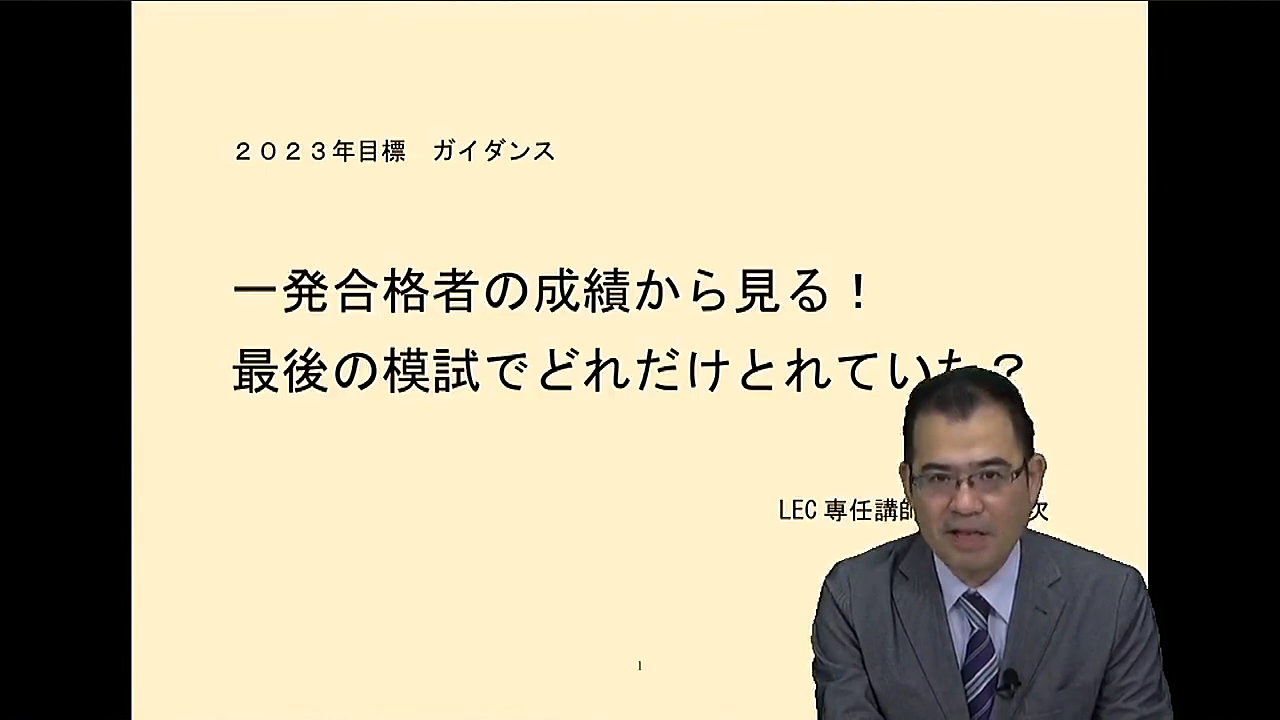 ２０２３年目標　ガイダンス
一発合格者の成績から見る！
最後の模試でどれだけとれていた？
LEC 専任講師 次
1